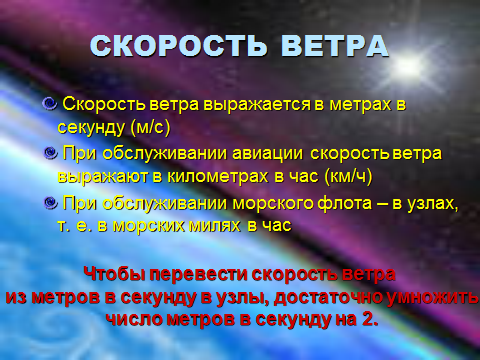 СКОРОСТЬ ВЕТРА
Скорость ветра выражается в метрах в
секунду (м/с)
При обслуживании авиации скорость ветра
выражают в километрах в час (км/ч)
При обслуживании морского флота – в узлах,
т. е. в морских милях в час
Чтобы перевести скорость ветра
из метров в секунду в узлы, достаточно умножить
число метров в секунду на 2.